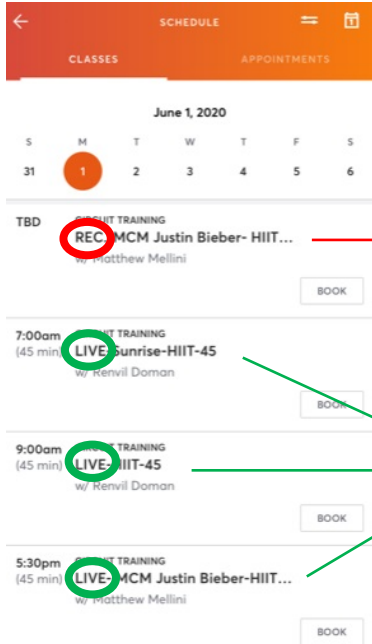 SCHEDULE
CLASSES APPOINTMENTS
June 1, 2020
S M T W T F S
31 1 2 3 4 5 6
TBD CIRCUIT TRAINING
REC. MCM Justin Bieber- HIIT...
w/ Matthew Mellini
BOOK
7:00am CIRCUIT TRAINING
(45 min) LIVE-Sunrise-HIIT-45
w/ Renvil Doman
BOOK
9:00am CIRCUIT TRAINING
(45 min) LIVE-HIIT-45
w/ Renvil Doman
BOOK
5:30pm CIRCUIT TRAINING
(45 min) LIVE-MCM Justin Bieber-HIIT...
w/ Matthew Mellini
BOOK